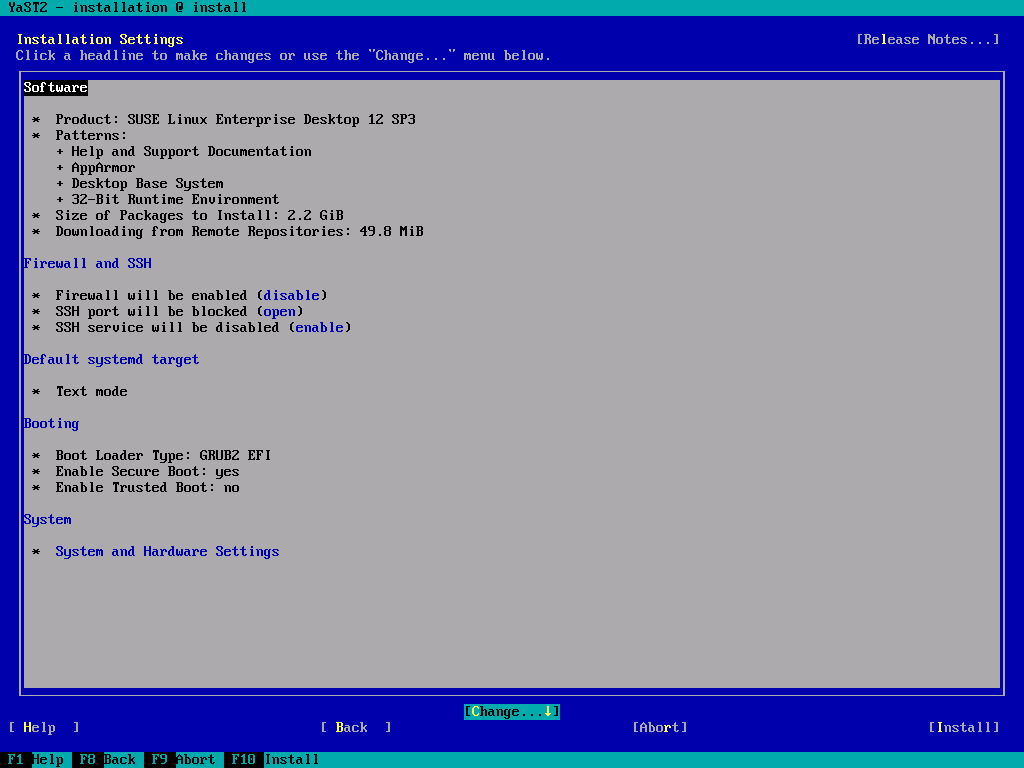 YaST2 - installation @ install
Installation Settings [Release Notes...]
Click a headline to make changes or use the "Change..." menu below.
Software
* Product: SUSE Linux Enterprise Desktop 12 SP3
* Patterns:
+ Help and Support Documentation
+ AppArmor
+ Desktop Base System
+ 32-Bit Runtime Environment
* Size of Packages to Install: 2.2 GiB
* Downloading from Remote Repositories: 49.8 MiB
Firewall and SSH
* Firewall will be enabled (disable)
* SSH port will be blocked (open)
* SSH service will be disabled (enable)
Default systemd target
* Text mode
Booting
* Boot Loader Type: GRUB2 EFI
* Enable Secure Boot: yes
* Enable Trusted Boot: no
System
* System and Hardware Settings
[Change...↓]
[ Help ] [ Back ] [Abort] [Install]
F1 Help F8 Back F9 Abort F10 Install